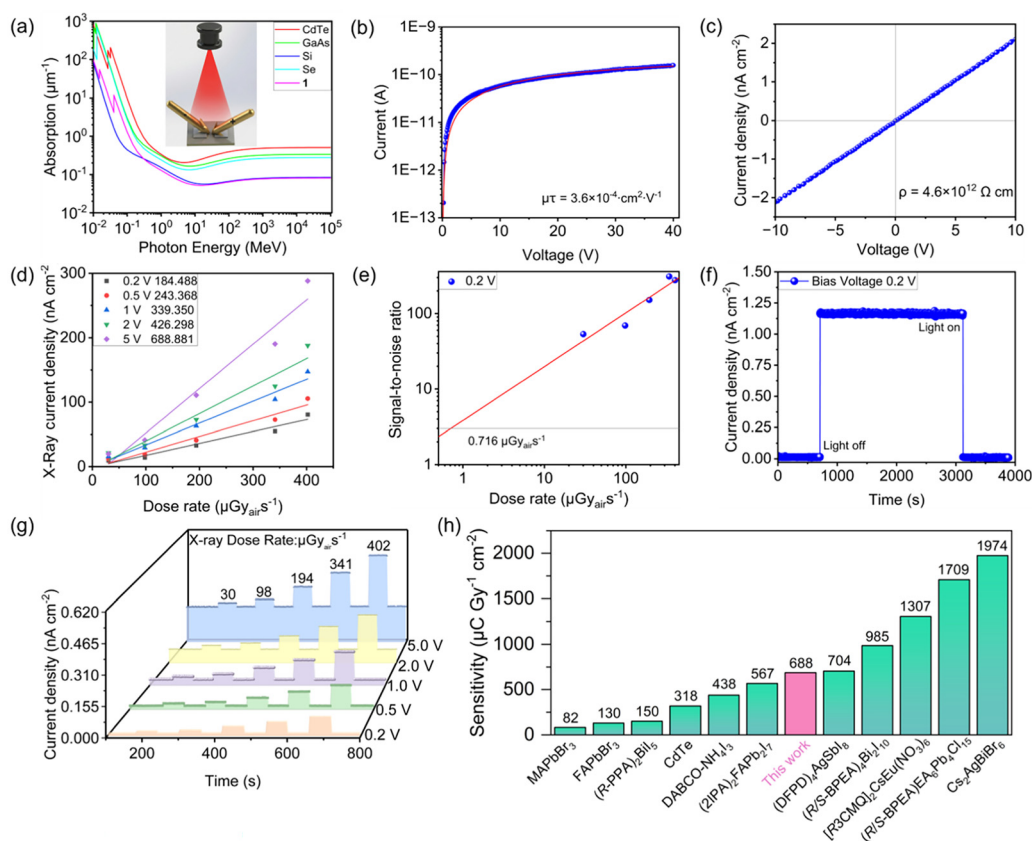 (a)
Absorption (μm⁻¹)
10³
10²
10¹
10⁰
10⁻¹
10⁻²
CdTe
GaAs
Si
Se
1
10⁻² 10⁻¹ 10⁰ 10¹ 10² 10³ 10⁴ 10⁵
Photon Energy (MeV)
(b)
Current (A)
1E−9
1E−10
1E−11
1E−12
1E−13
μτ = 3.6×10⁻⁴·cm²·V⁻¹
0 10 20 30 40
Voltage (V)
(c)
Current density (nA cm⁻²)
2
1
0
−1
−2
ρ = 4.6×10¹² Ω cm
−10 −5 0 5 10
Voltage (V)
(d)
X-Ray current density (nA cm⁻²)
300
250
200
150
100
50
0
0.2 V 184.488
0.5 V 243.368
1 V 339.350
2 V 426.298
5 V 688.881
0 100 200 300 400
Dose rate (μGyₐᵢᵣs⁻¹)
(e)
Signal-to-noise ratio
100
10
1
0.2 V
0.716 μGyₐᵢᵣs⁻¹
1 10 100
Dose rate (μGyₐᵢᵣs⁻¹)
(f)
Current density (nA cm⁻²)
1.50
1.25
1.00
0.75
0.50
0.25
0.00
Bias Voltage 0.2 V
Light on
Light off
0 1000 2000 3000 4000
Time (s)
(g)
X-ray Dose Rate:μGyₐᵢᵣs⁻¹
30 98 194 341 402
Current density (nA cm⁻²)
0.620
0.465
0.310
0.155
0.000
5.0 V
2.0 V
1.0 V
0.5 V
0.2 V
200 400 600 800
Time (s)
(h)
Sensitivity (μC Gy⁻¹ cm⁻²)
2000
1500
1000
500
0
82 130 150 318 438 567 688 704 985 1307 1709 1974
MAPbBr₃
FAPbBr₃
(R-PPA)₂BiI₅
CdTe
DABCO-NH₄I₃
(2IPA)₂FAPb₂I₇
This work
(DFPD)₄AgSbI₈
(R/S-BPEA)₄Bi₂I₁₀
[R3CMQ]₂CsEu(NO₃)₆
(R/S-BPEA)EA₆Pb₄Cl₁₅
Cs₂AgBiBr₆